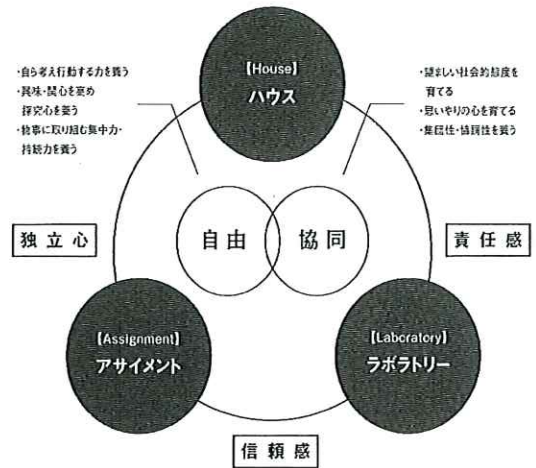 【House】
ハウス
・自ら考え行動する力を養う
・興味・関心を高め
探究心を養う
・物事に取り組む集中力・
持続力を養う
・望ましい社会的態度を
育てる
・思いやりの心を育てる
・集団性・協調性を養う
自由
協同
独立心
責任感
【Assignment】
アサイメント
【Laboratory】
ラボラトリー
信頼感